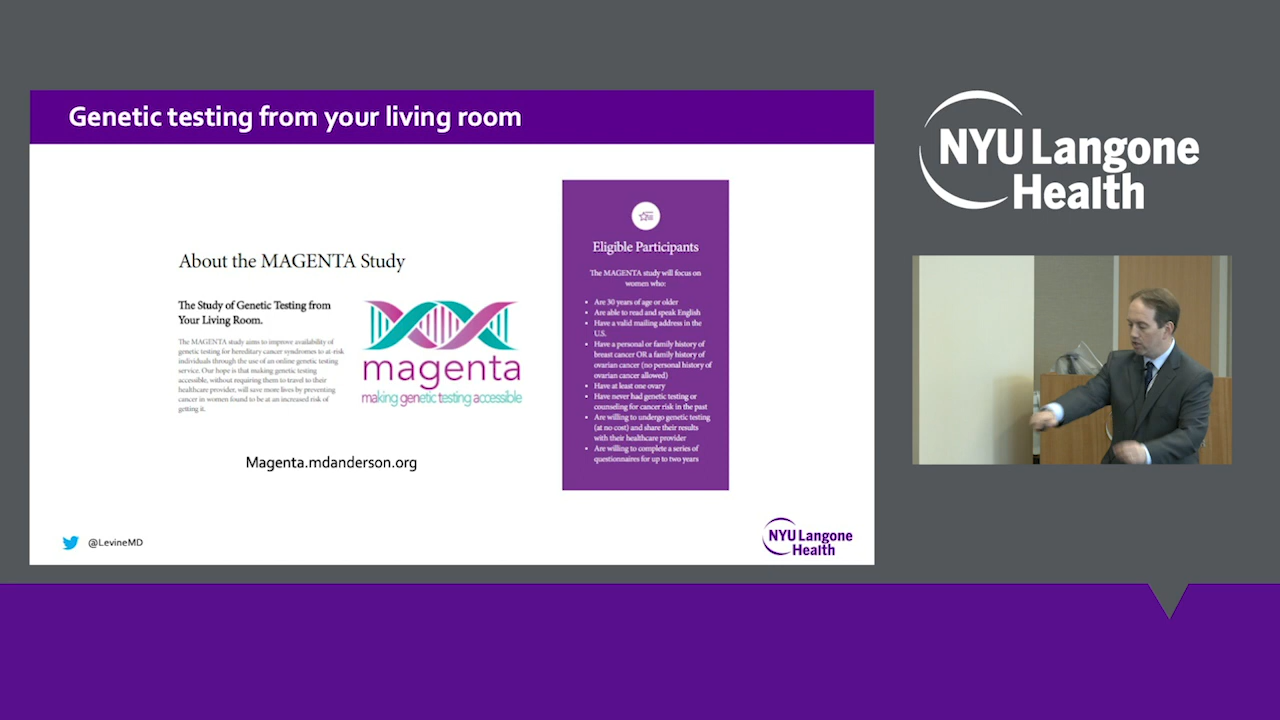 Genetic testing from your living room
About the MAGENTA Study
The Study of Genetic Testing from
Your Living Room.
The MAGENTA study aims to improve availability of
genetic testing for hereditary cancer syndromes to at-risk
individuals through the use of an online genetic testing
service. Our hope is that making genetic testing
accessible, without requiring them to travel to their
healthcare provider, will save more lives by preventing
cancer in women found to be at an increased risk of
getting it.
magenta
making genetic testing accessible
Magenta.mdanderson.org
Eligible Participants
The MAGENTA study will focus on
women who:
• Are 30 years of age or older
• Are able to read and speak English
• Have a valid mailing address in the
U.S.
• Have a personal or family history of
breast cancer OR a family history of
ovarian cancer (no personal history of
ovarian cancer allowed)
• Have at least one ovary
• Have never had genetic testing or
counseling for cancer risk in the past
• Are willing to undergo genetic testing
(at no cost) and share their results
with their healthcare provider
• Are willing to complete a series of
questionnaires for up to two years
@LevineMD
NYU Langone
Health
NYU Langone
Health